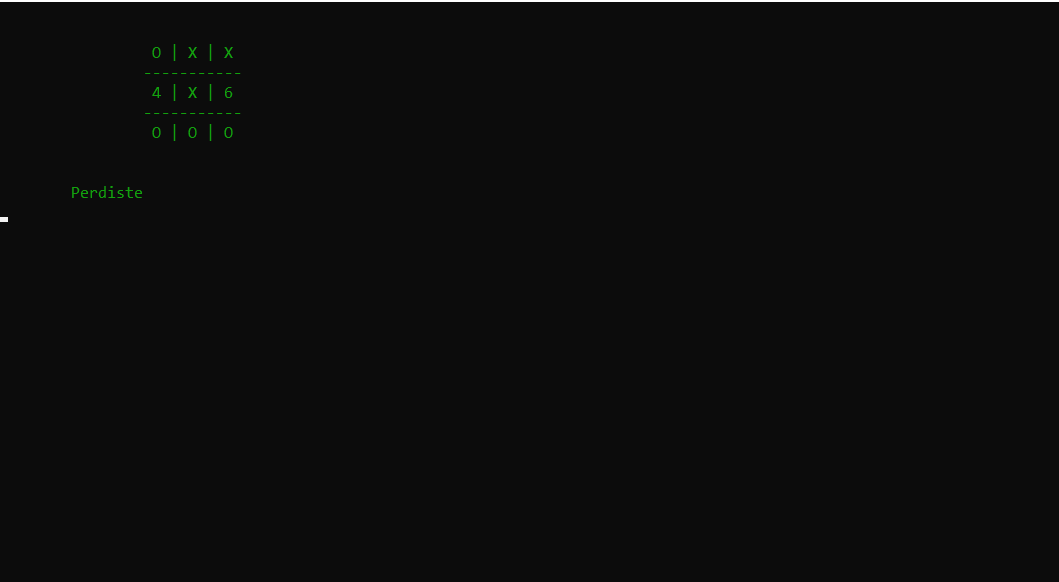 O | X | X
-----------
4 | X | 6
-----------
O | O | O
Perdiste